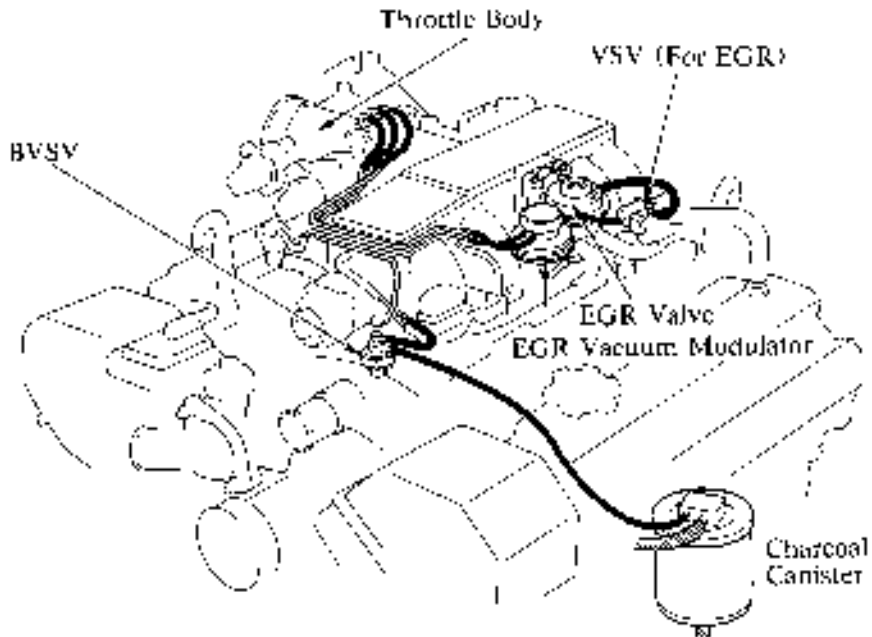 Throttle Body
VSV (For EGR)
BVSV
EGR Valve
EGR Vacuum Modulator
Charcoal
Canister